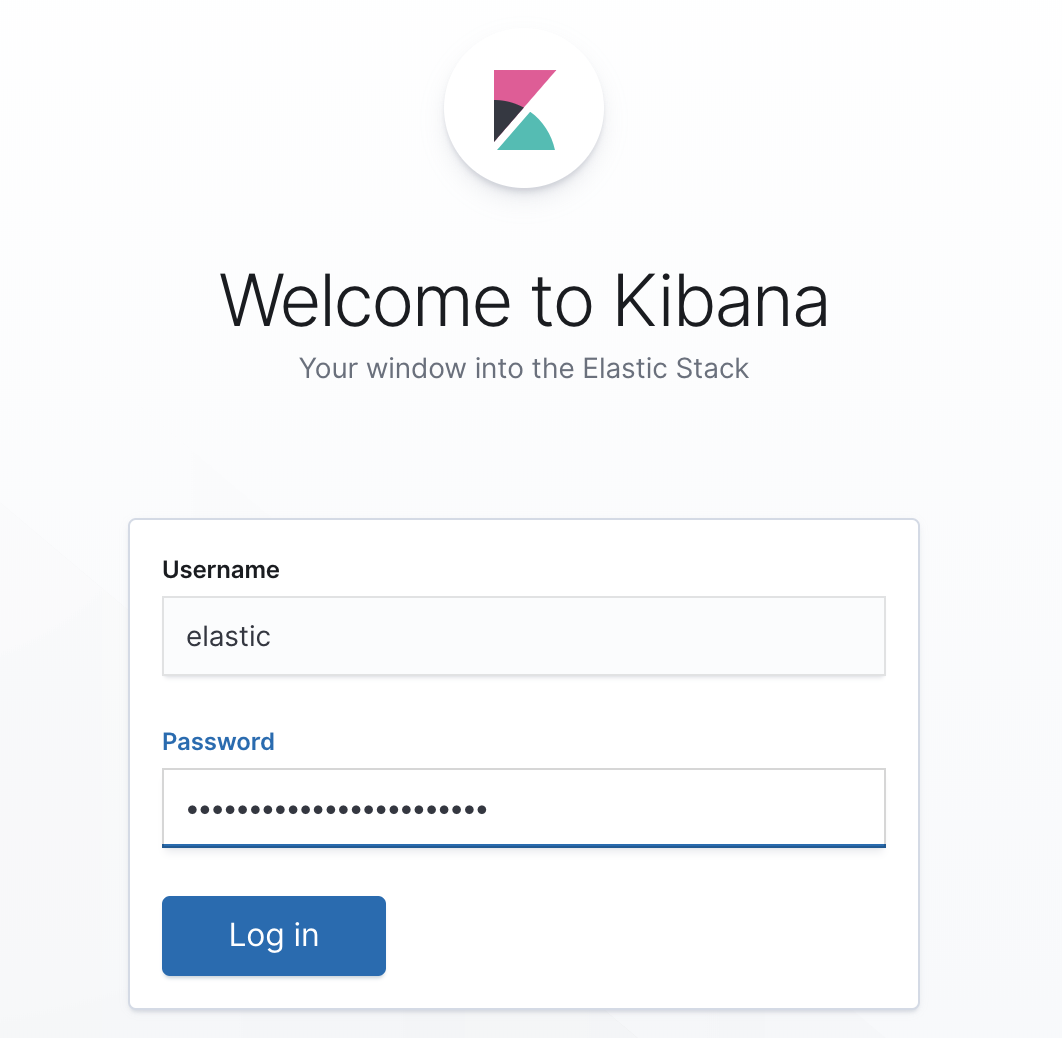 Welcome to Kibana
Your window into the Elastic Stack
Username
elastic
Password
••••••••••••••••••••••••
Log in